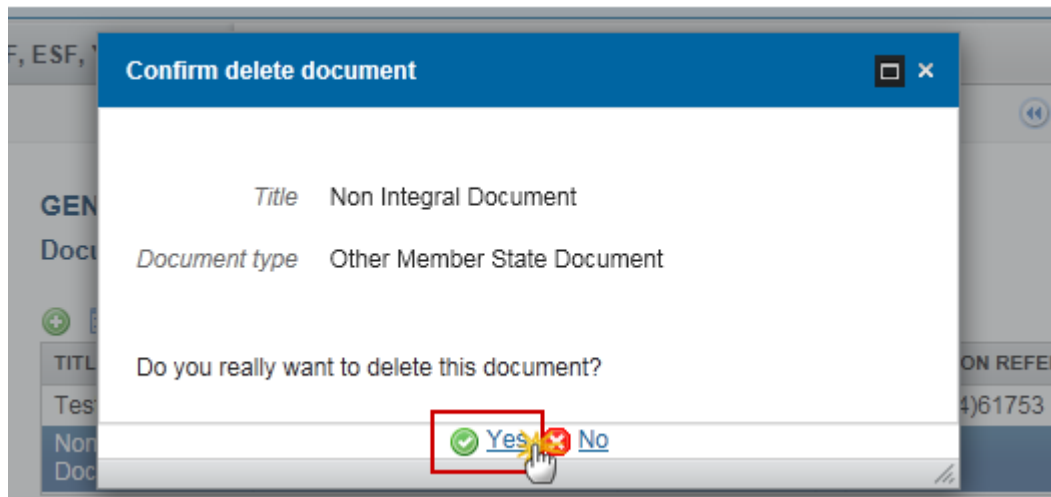 F, ESF,
Confirm delete document
Title Non Integral Document
GEN
Document type Other Member State Document
TITL
ON REFE
Do you really want to delete this document?
Tes
4)61753
Yes No
Non
Doc